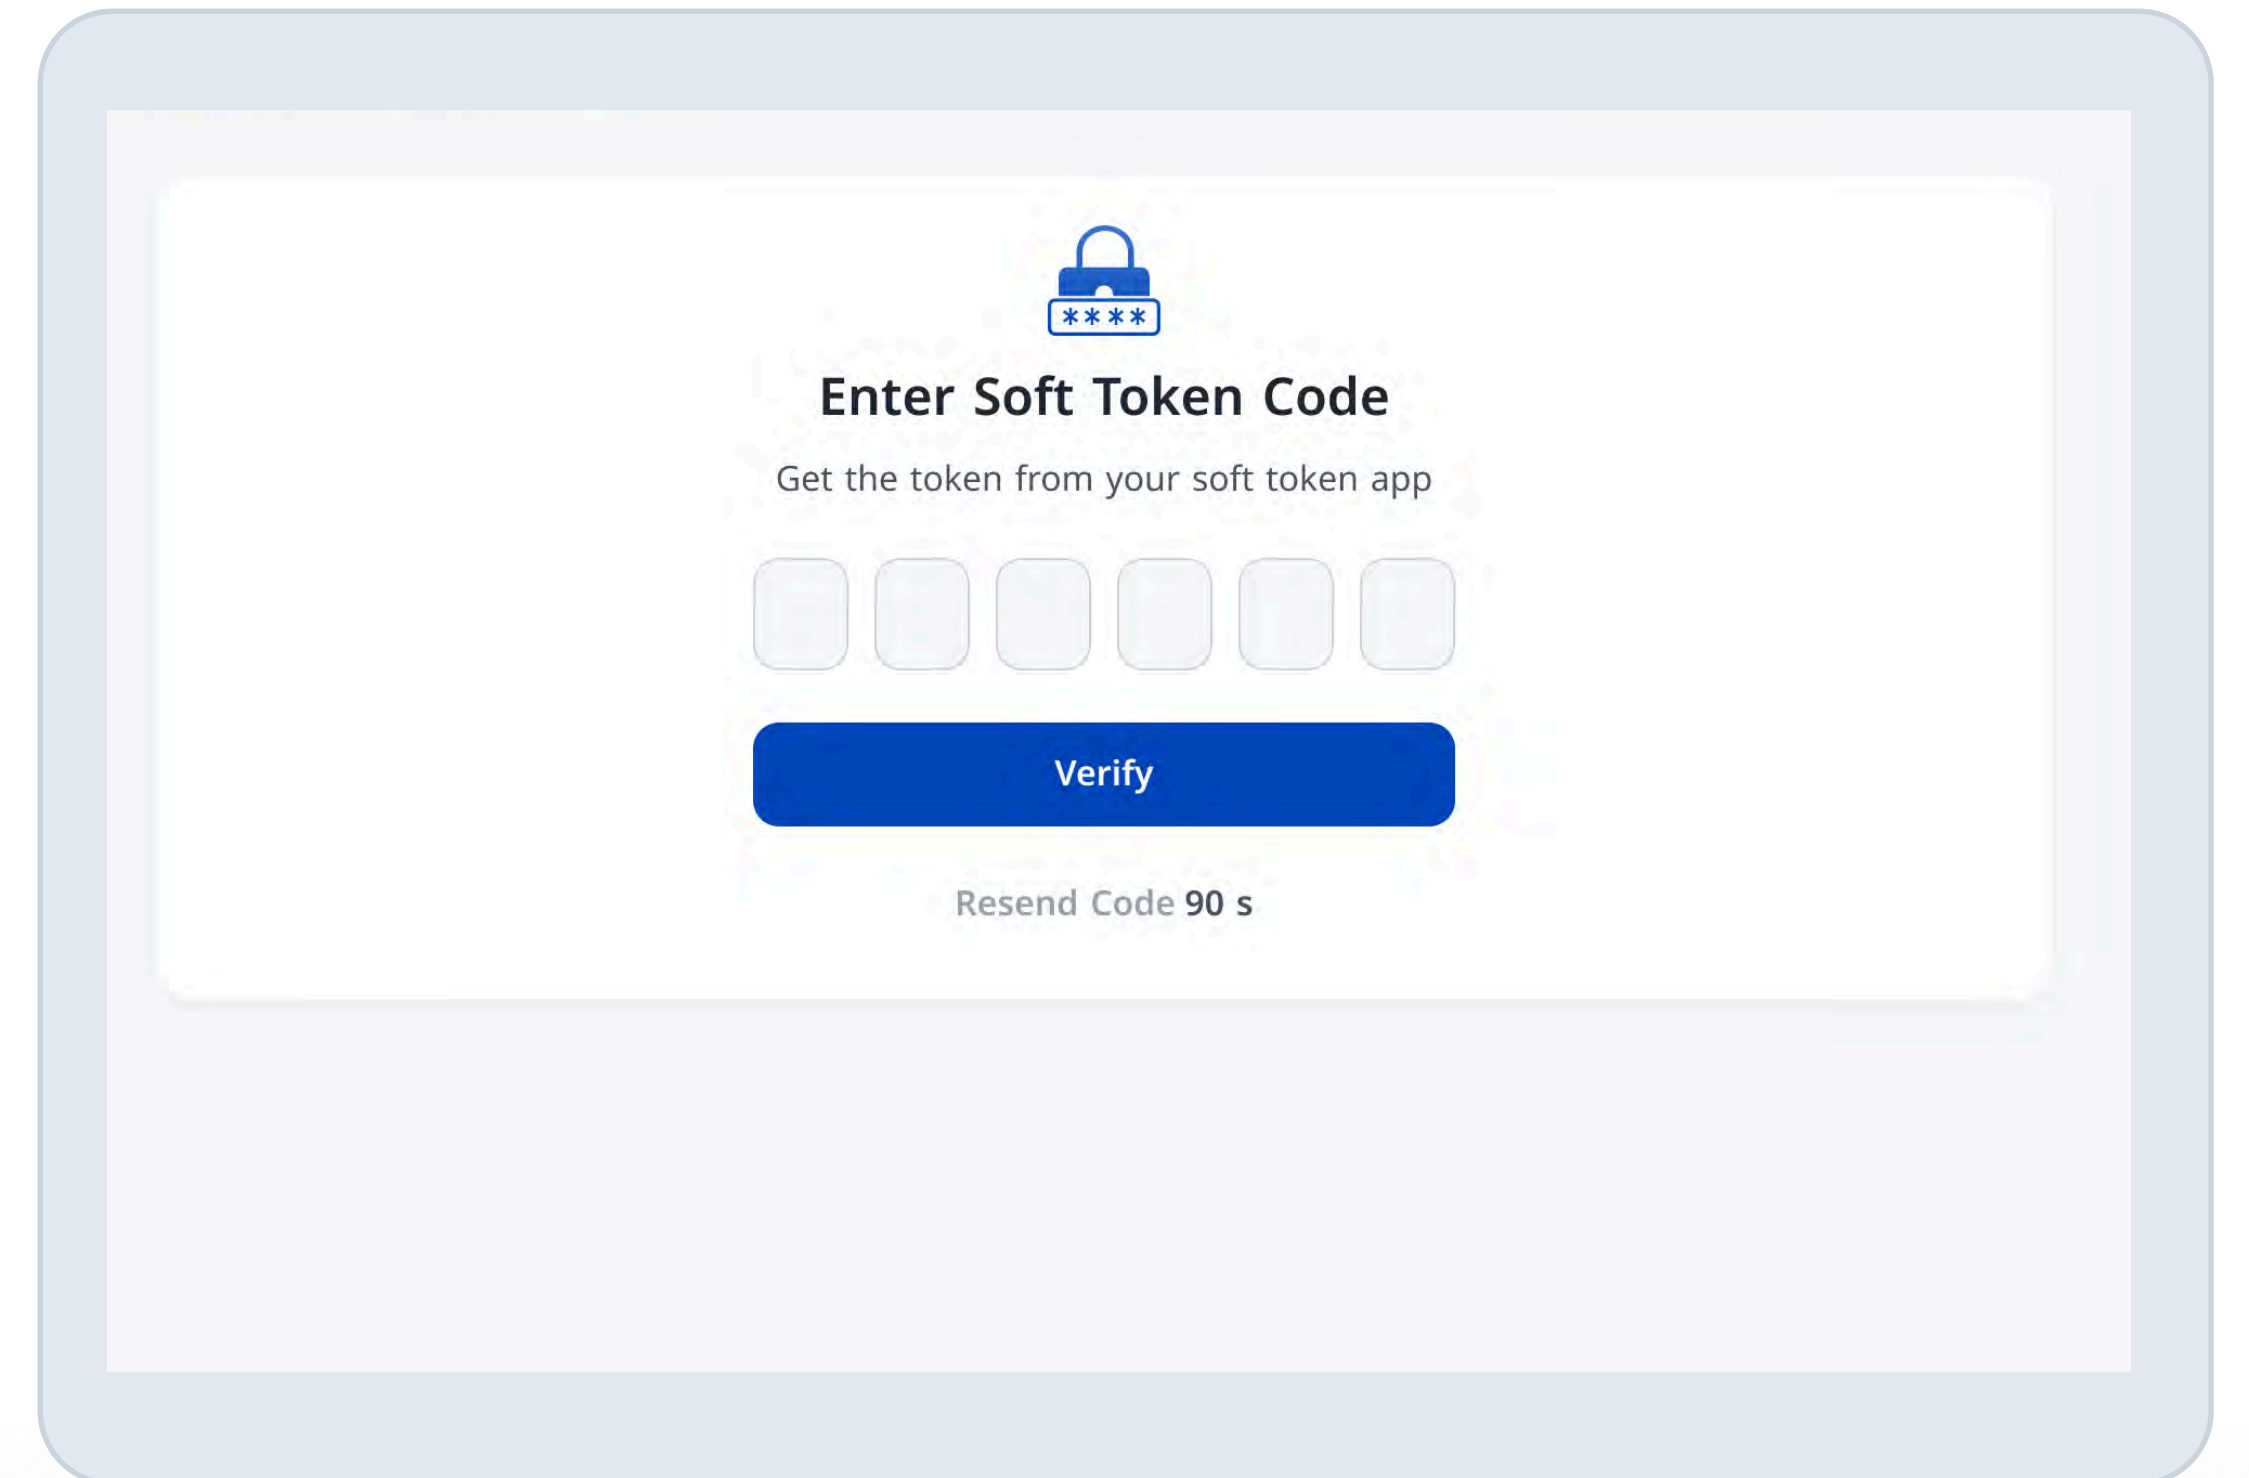 ****
Enter Soft Token Code
Get the token from your soft token app
Verify
Resend Code 90 s